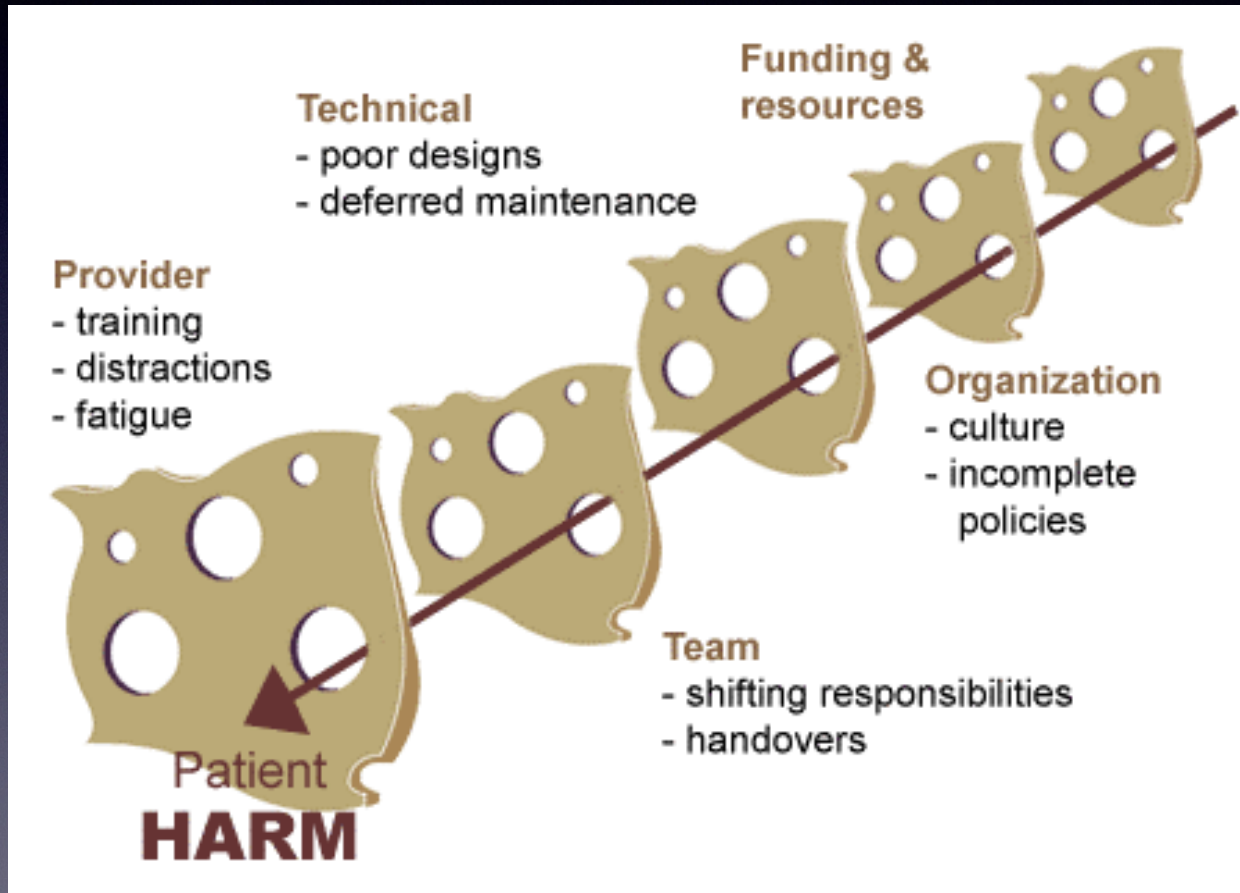 Funding &
resources
Technical
- poor designs
- deferred maintenance
Provider
- training
- distractions
- fatigue
Organization
- culture
- incomplete
policies
Team
- shifting responsibilities
- handovers
Patient
HARM